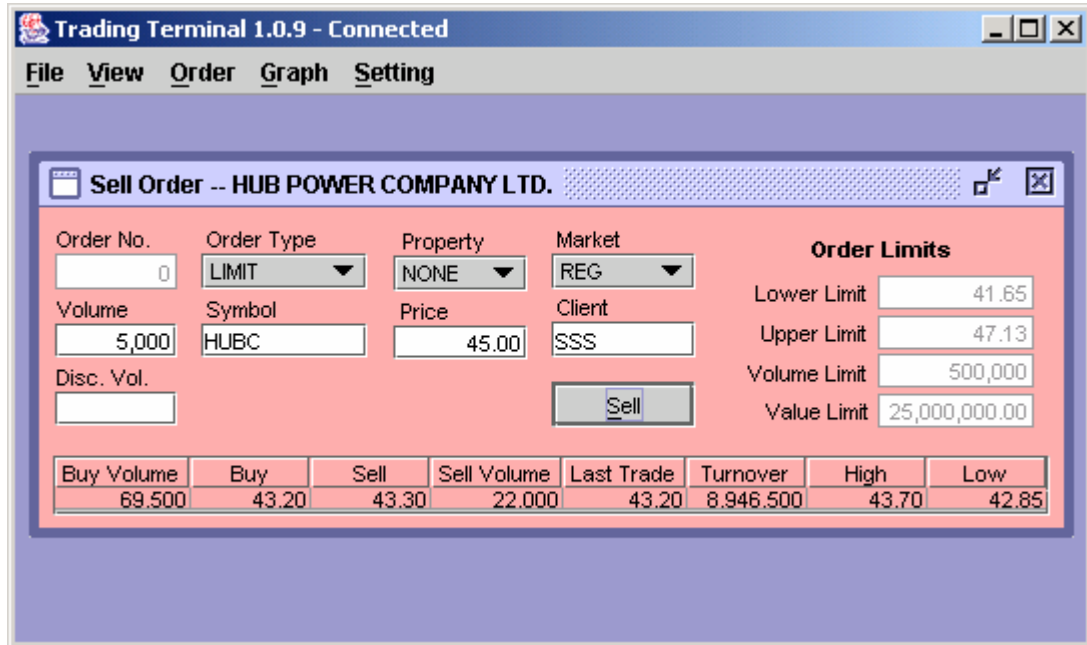 Trading Terminal 1.0.9 - Connected
File View Order Graph Setting
Sell Order -- HUB POWER COMPANY LTD.
Order No. Order Type Property Market Order Limits
0 LIMIT NONE REG Lower Limit 41.65
Volume Symbol Price Client Upper Limit 47.13
5,000 HUBC 45.00 SSS
Disc. Vol. Volume Limit 500,000
Sell Value Limit 25,000,000.00
Buy Volume Buy Sell Sell Volume Last Trade Turnover High Low
69.500 43.20 43.30 22.000 43.20 8.946.500 43.70 42.85